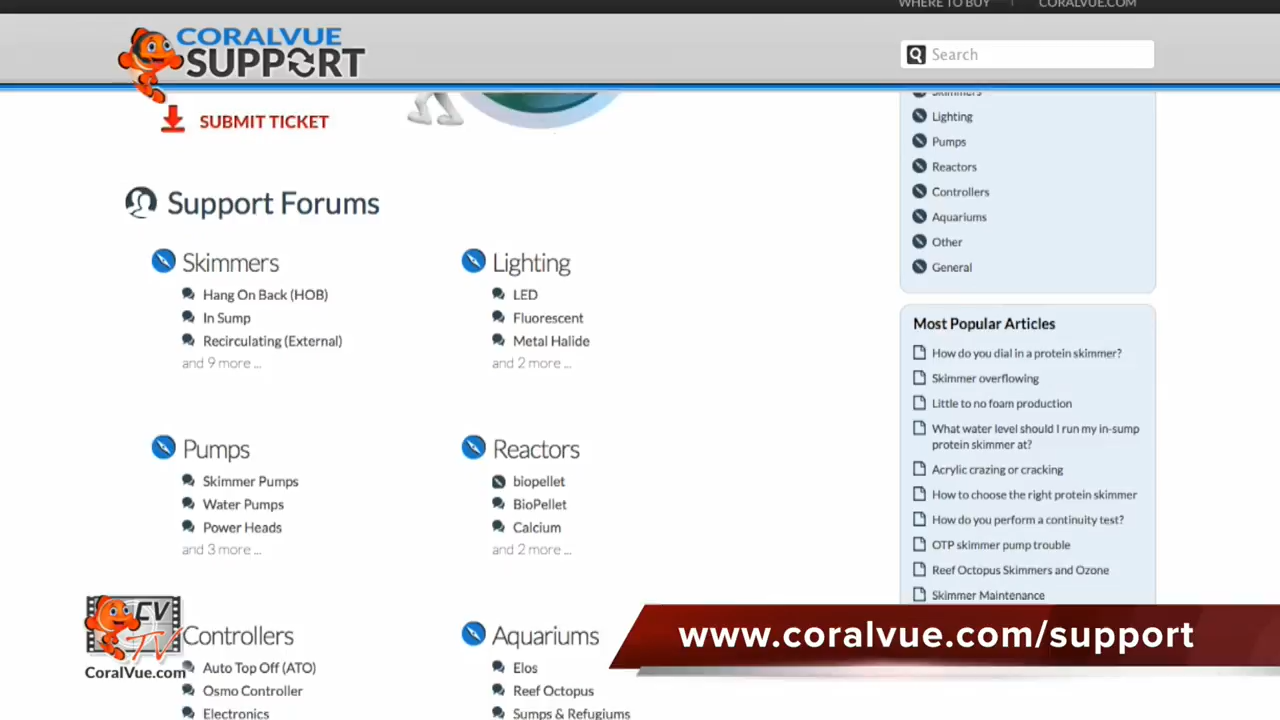 WHERE TO BUY
CORALVUE.COM
CORALVUE
SUPPORT
Search
SUBMIT TICKET
Support Forums
Skimmers
Hang On Back (HOB)
In Sump
Recirculating (External)
and 9 more ...
Lighting
LED
Fluorescent
Metal Halide
and 2 more ...
Pumps
Skimmer Pumps
Water Pumps
Power Heads
and 3 more ...
Reactors
biopellet
BioPellet
Calcium
and 2 more ...
Controllers
Auto Top Off (ATO)
Osmo Controller
Electronics
Aquariums
Elos
Reef Octopus
Sumps & Refugiums
Skimmers
Lighting
Pumps
Reactors
Controllers
Aquariums
Other
General
Most Popular Articles
How do you dial in a protein skimmer?
Skimmer overflowing
Little to no foam production
What water level should I run my in-sump
protein skimmer at?
Acrylic crazing or cracking
How to choose the right protein skimmer
How do you perform a continuity test?
OTP skimmer pump trouble
Reef Octopus Skimmers and Ozone
Skimmer Maintenance
CV
TV
CoralVue.com
www.coralvue.com/support